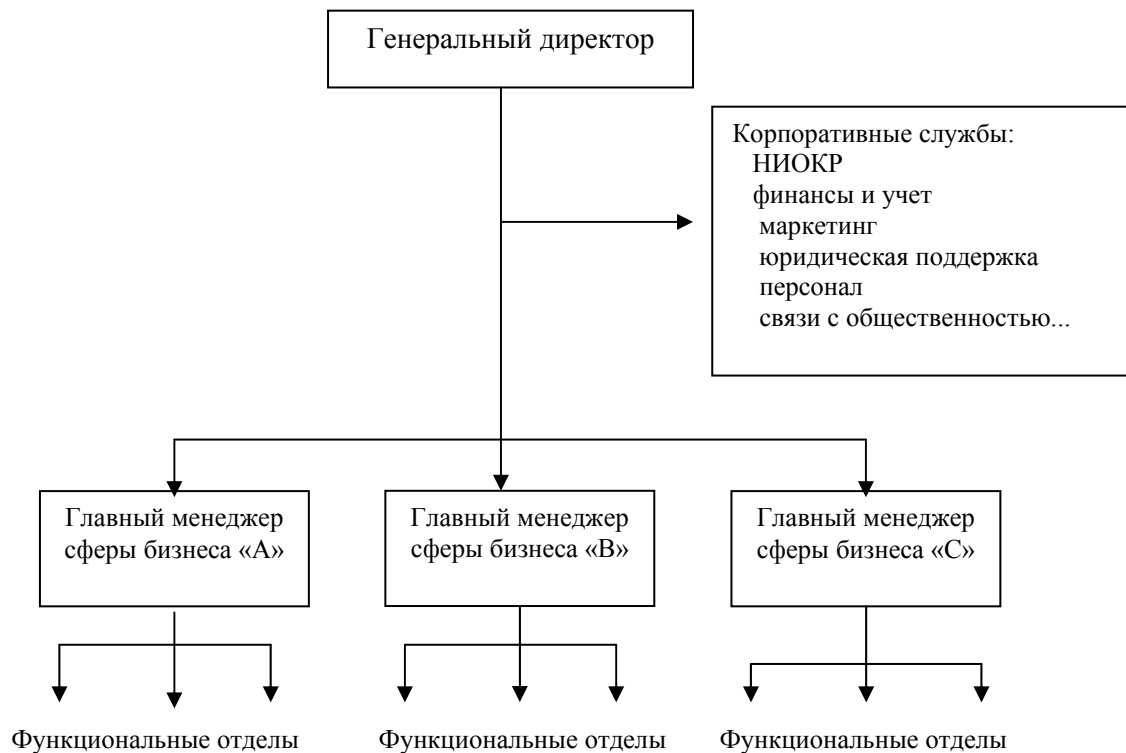 Генеральный директор
Корпоративные службы:
НИОКР
финансы и учет
маркетинг
юридическая поддержка
персонал
связи с общественностью...
Главный менеджер
сферы бизнеса «А»
Главный менеджер
сферы бизнеса «В»
Главный менеджер
сферы бизнеса «С»
Функциональные отделы
Функциональные отделы
Функциональные отделы